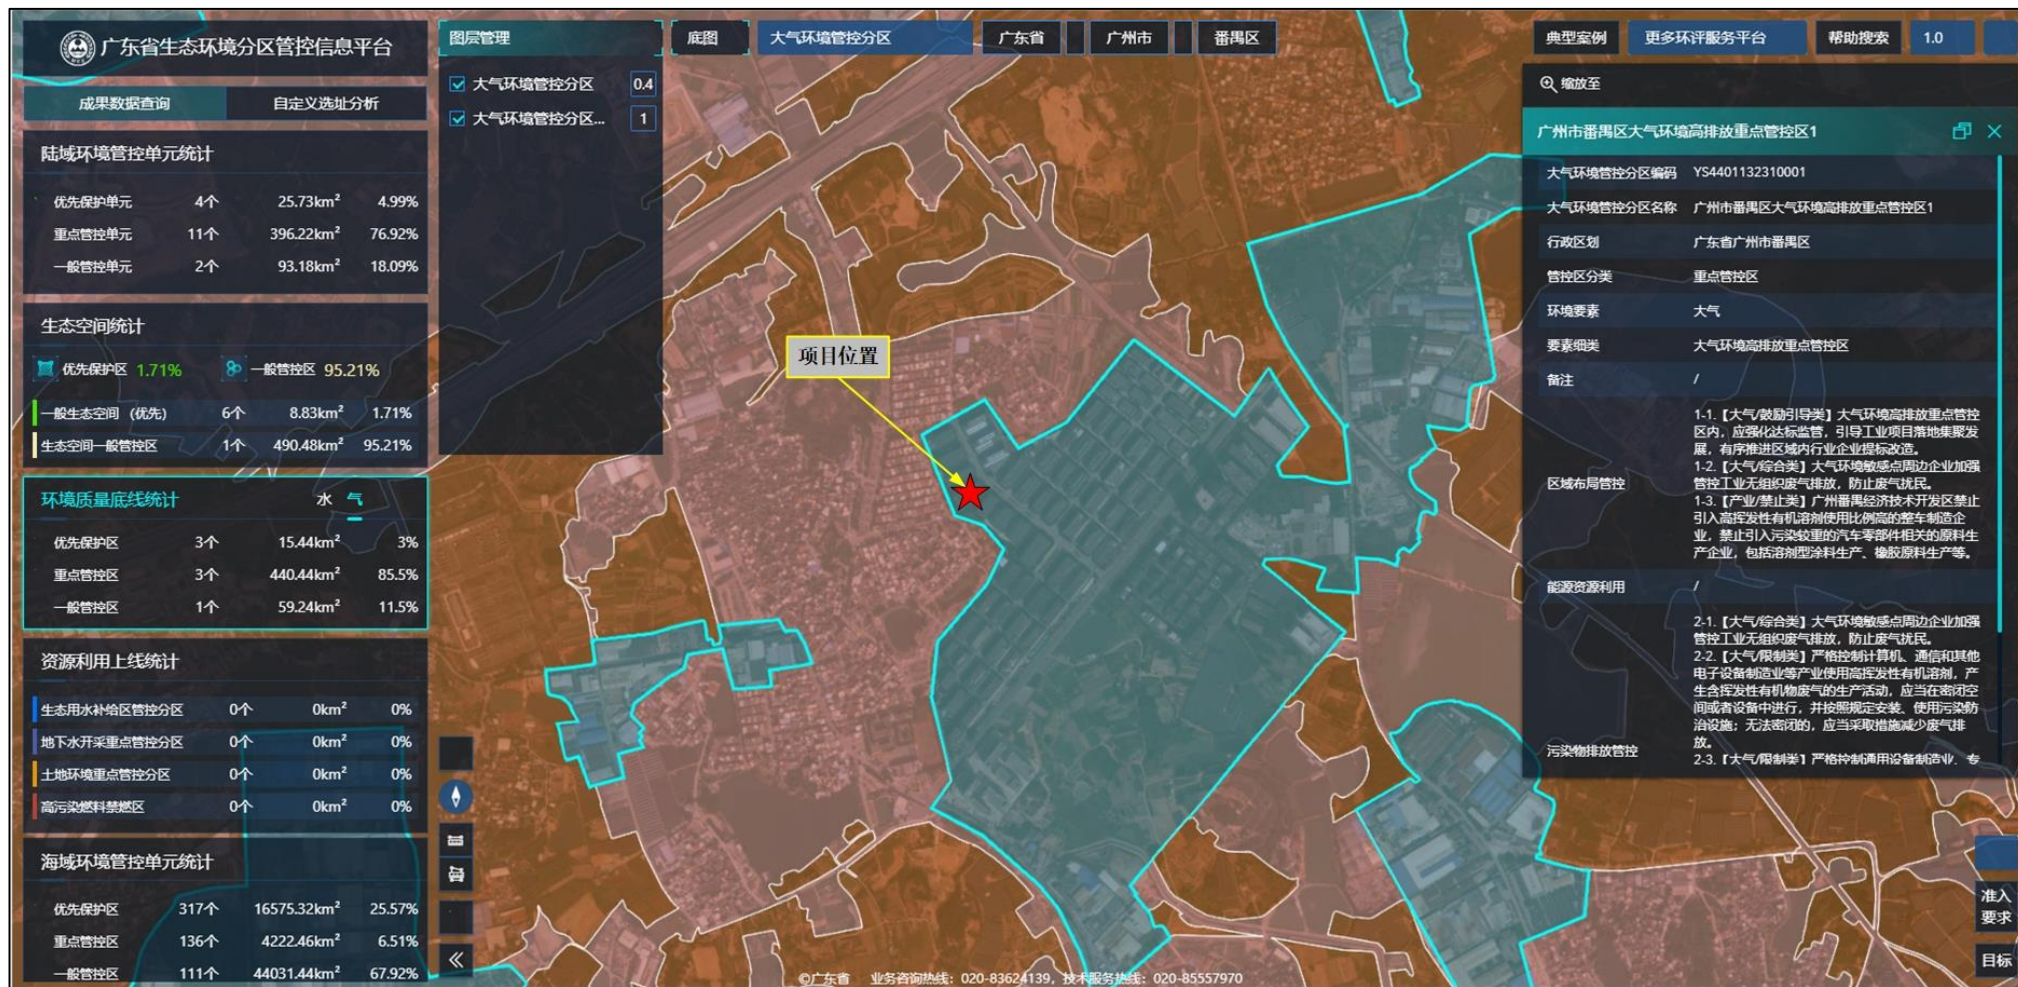 广东省生态环境分区管控信息平台
成果数据查询 自定义选址分析
陆域环境管控单元统计
优先保护单元 4个 25.73km² 4.99%
重点管控单元 11个 396.22km² 76.92%
一般管控单元 2个 93.18km² 18.09%
生态空间统计
优先保护区 1.71% 一般管控区 95.21%
一般生态空间（优先） 6个 8.83km² 1.71%
生态空间一般管控区 1个 490.48km² 95.21%
环境质量底线统计 水 气
优先保护区 3个 15.44km² 3%
重点管控区 3个 440.44km² 85.5%
一般管控区 1个 59.24km² 11.5%
资源利用上线统计
生态用水补给区管控分区 0个 0km² 0%
地下水开采重点管控分区 0个 0km² 0%
土地环境重点管控分区 0个 0km² 0%
高污染燃料禁燃区 0个 0km² 0%
海域环境管控单元统计
优先保护区 317个 16575.32km² 25.57%
重点管控区 136个 4222.46km² 6.51%
一般管控区 111个 44031.44km² 67.92%
图层管理
大气环境管控分区 0.4
大气环境管控分区... 1
底图 大气环境管控分区 广东省 广州市 番禺区
典型案例 更多环评服务平台 帮助搜索 1.0
项目位置
缩放至
广州市番禺区大气环境高排放重点管控区1
大气环境管控分区编码 YS4401132310001
大气环境管控分区名称 广州市番禺区大气环境高排放重点管控区1
行政区划 广东省广州市番禺区
管控区分类 重点管控区
环境要素 大气
要素细类 大气环境高排放重点管控区
备注 /
区域布局管控
1-1.【大气/鼓励引导类】大气环境高排放重点管控
区内，应强化达标监管，引导工业项目落地集聚发
展，有序推进区域内行业企业提标改造。
1-2.【大气/综合类】大气环境敏感点周边企业加强
管控工业无组织废气排放，防止废气扰民。
1-3.【产业/禁止类】广州番禺经济技术开发区禁止
引入高挥发性有机溶剂使用比例高的整车制造企
业，禁止引入污染较重的汽车零部件相关的原料生
产企业，包括溶剂型涂料生产、橡胶原料生产等。
能源资源利用 /
污染物排放管控
2-1.【大气/综合类】大气环境敏感点周边企业加强
管控工业无组织废气排放，防止废气扰民。
2-2.【大气/限制类】严格控制计算机、通信和其他
电子设备制造业等产业使用高挥发性有机溶剂，产
生含挥发性有机物废气的生产活动，应当在密闭空
间或者设备中进行，并按照规定安装、使用污染防
治设施；无法密闭的，应当采取措施减少废气排
放。
2-3.【大气/限制类】严格控制通用设备制造业、专
准入
要求
目标
©广东省 业务咨询热线：020-83624139，技术服务热线：020-85557970